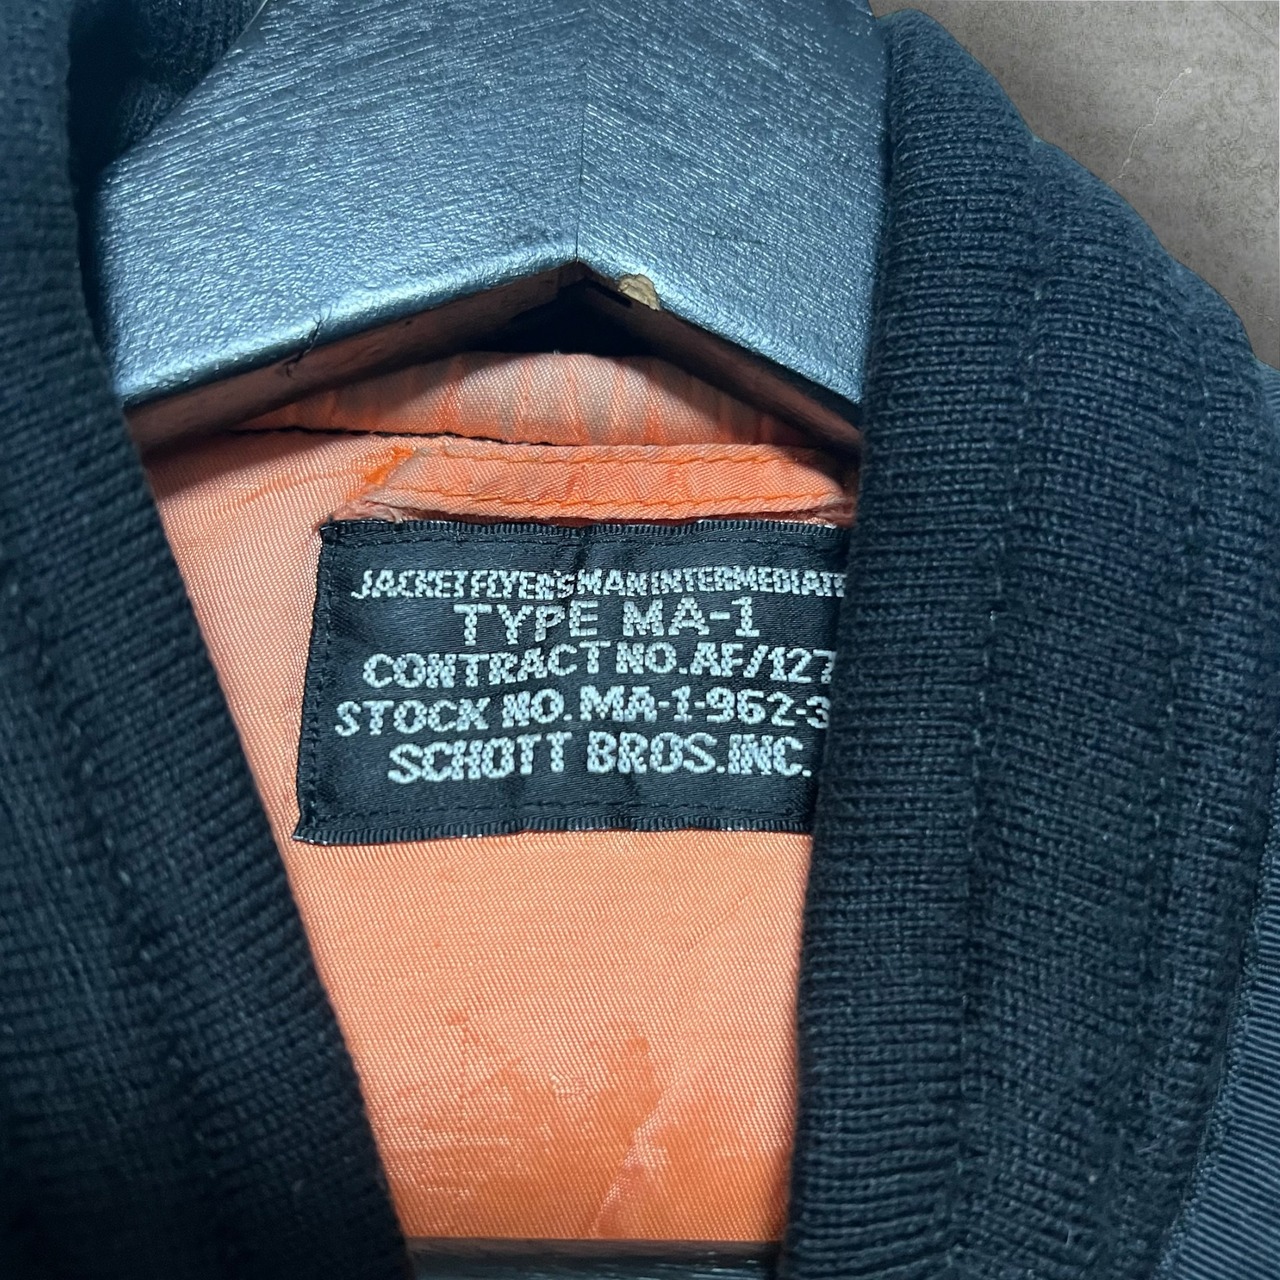 JACKET FLYER'S MAN INTERMEDIATE
TYPE MA-1
CONTRACT NO. AF/127
STOCK NO. MA-1-962-3
SCHOTT BROS. INC.